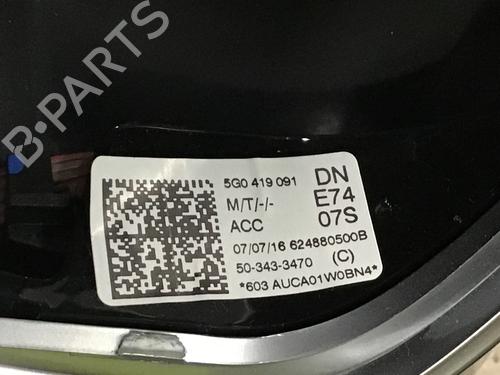 B-PARTS
5G0 419 091 DN
M/T/-/- E74
ACC 07S
07/07/16 624880500B
50-343-3470 (C)
*603 AUCA01W0BN4*